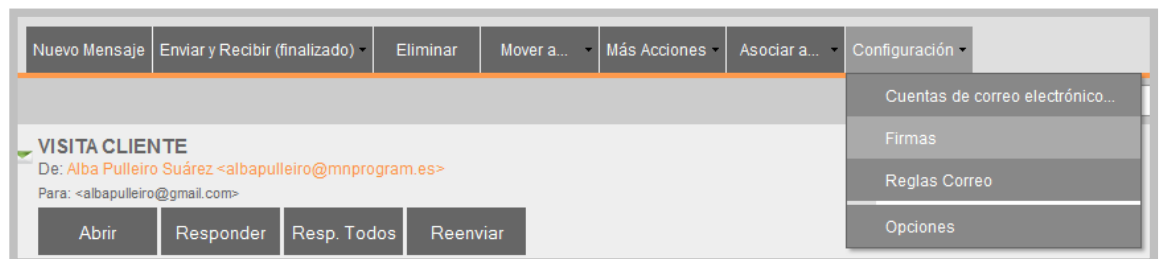 Nuevo Mensaje Enviar y Recibir (finalizado) Eliminar Mover a... Más Acciones Asociar a... Configuración
Cuentas de correo electrónico...
Firmas
Reglas Correo
Opciones
VISITA CLIENTE
De: Alba Pulleiro Suárez <albapulleiro@mnprogram.es>
Para: <albapulleiro@gmail.com>
Abrir Responder Resp. Todos Reenviar